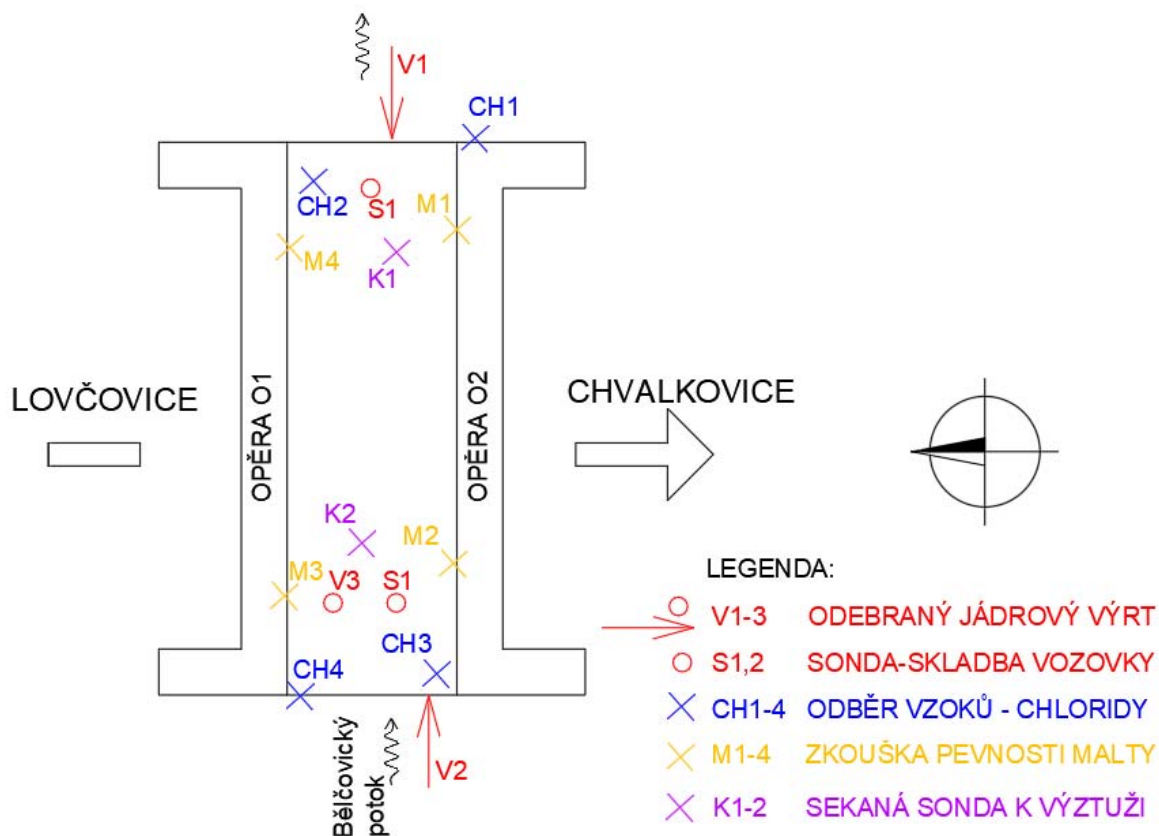 V1
CH1
CH2
S1
M1
M4
K1
LOVČOVICE
OPĚRA O1
OPĚRA O2
CHVALKOVICE
K2
M2
M3
V3
S1
CH3
CH4
Bělčovický
potok
V2
LEGENDA:
V1-3 ODEBRANÝ JÁDROVÝ VÝRT
S1,2 SONDA-SKLADBA VOZOVKY
CH1-4 ODBĚR VZOKŮ - CHLORIDY
M1-4 ZKOUŠKA PEVNOSTI MALTY
K1-2 SEKANÁ SONDA K VÝZTUŽI